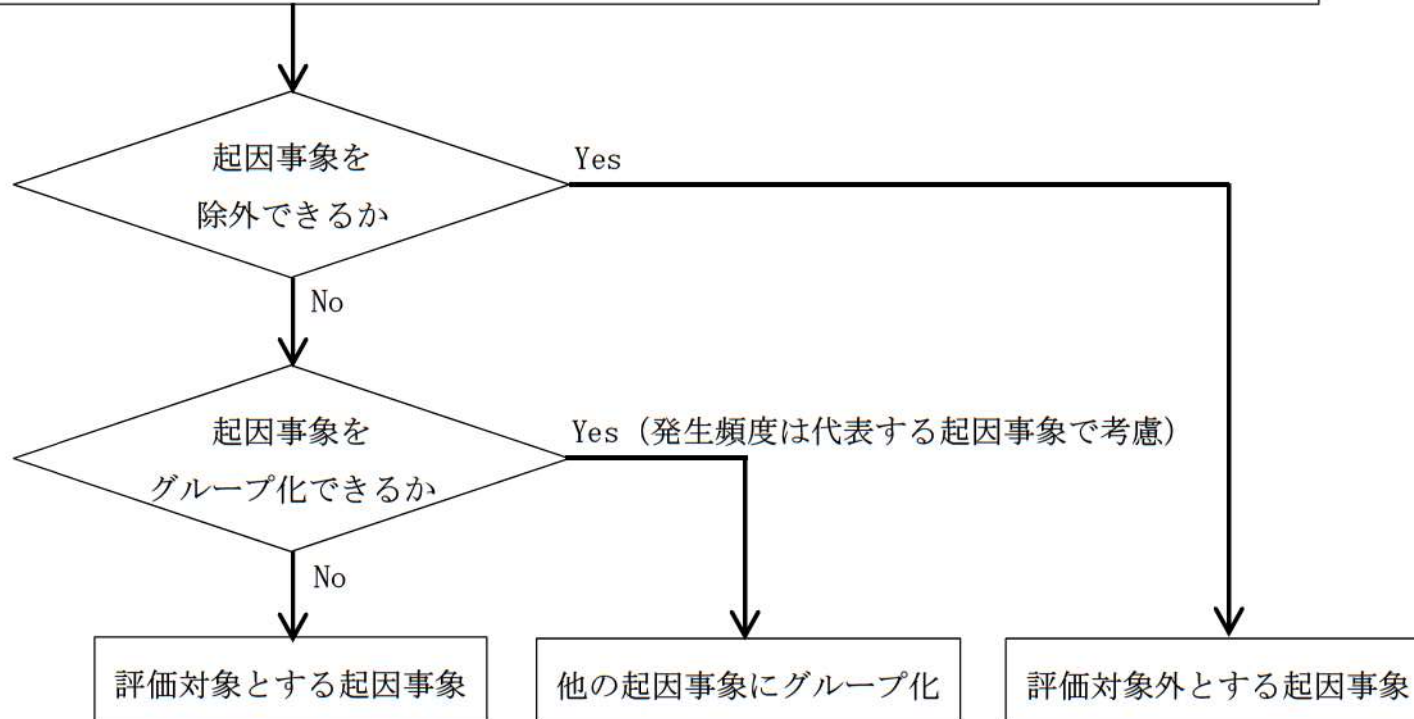 起因事象を
除外できるか
Yes
No
起因事象を
グループ化できるか
Yes (発生頻度は代表する起因事象で考慮)
No
評価対象とする起因事象
他の起因事象にグループ化
評価対象外とする起因事象